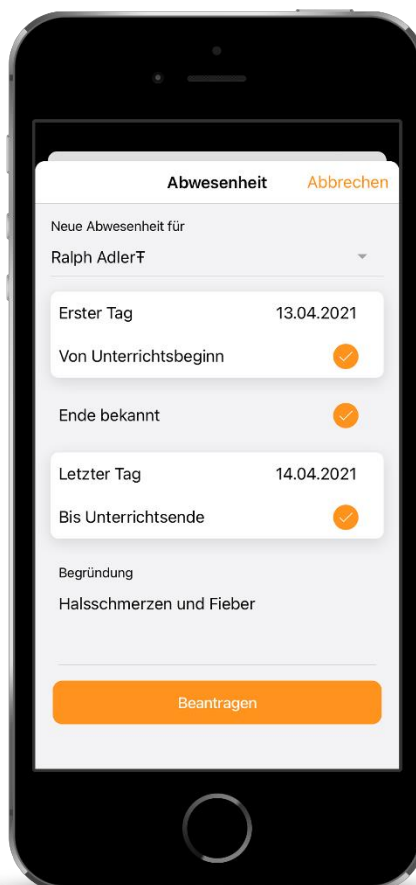 Abwesenheit Abbrechen
Neue Abwesenheit für
Ralph AdlerŦ
Erster Tag 13.04.2021
Von Unterrichtsbeginn
Ende bekannt
Letzter Tag 14.04.2021
Bis Unterrichtsende
Begründung
Halsschmerzen und Fieber
Beantragen